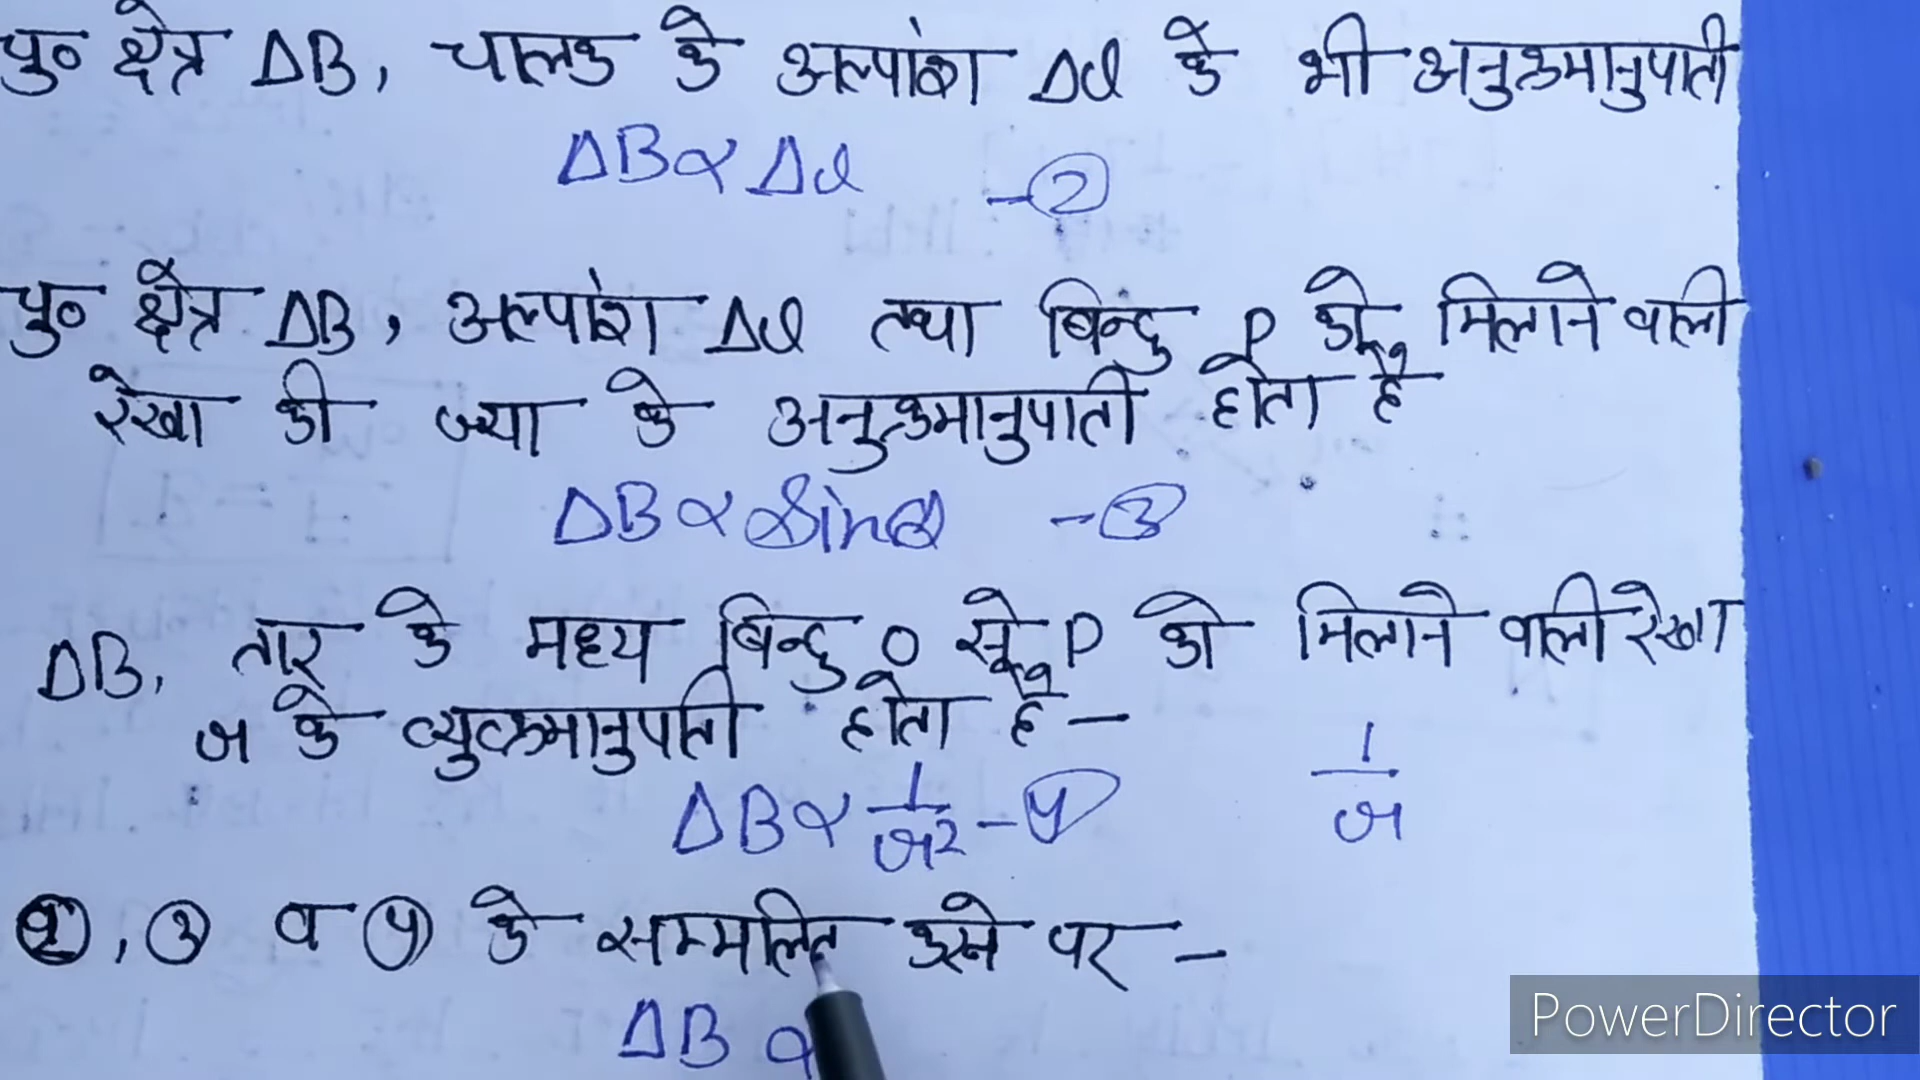 चु० क्षेत्र ΔB, चालक के अल्पांश Δl के भी अनुक्रमानुपाती
ΔB ∝ Δl -②
चु० क्षेत्र ΔB, अल्पांश Δl तथा बिन्दु P को मिलाने वाली
रेखा की ज्या के अनुक्रमानुपाती होता है
ΔB ∝ sinθ -③
ΔB, तार के मध्य बिन्दु O से P को मिलाने वाली रेखा
r के व्युत्क्रमानुपाती होता है –
ΔB ∝ 1/r² -④ 1/r
②, ③ व ④ के सम्मलित करने पर –
ΔB ∝
PowerDirector